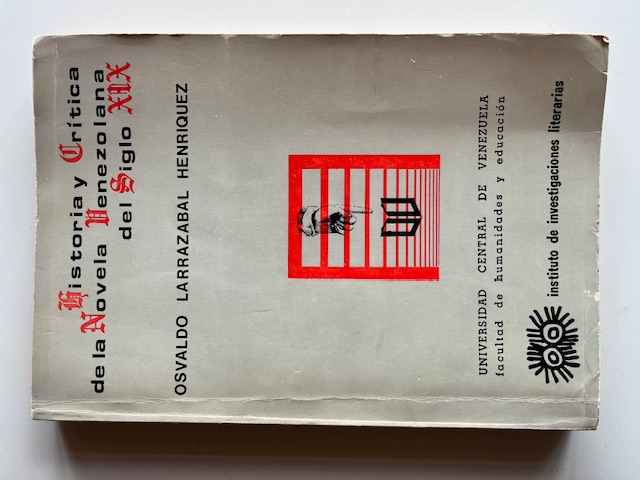 Historia y Crítica
de la Novela Venezolana
del Siglo XIX
OSVALDO LARRAZABAL HENRIQUEZ
UNIVERSIDAD CENTRAL DE VENEZUELA
facultad de humanidades y educación
instituto de investigaciones literarias